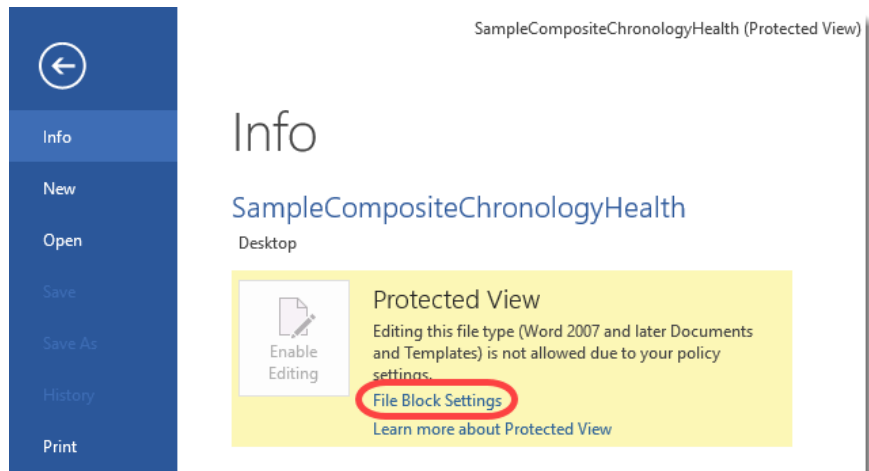 SampleCompositeChronologyHealth (Protected View)
Info
New
Open
Save
Save As
History
Print
Info
SampleCompositeChronologyHealth
Desktop
Enable
Editing
Protected View
Editing this file type (Word 2007 and later Documents
and Templates) is not allowed due to your policy
settings.
File Block Settings
Learn more about Protected View